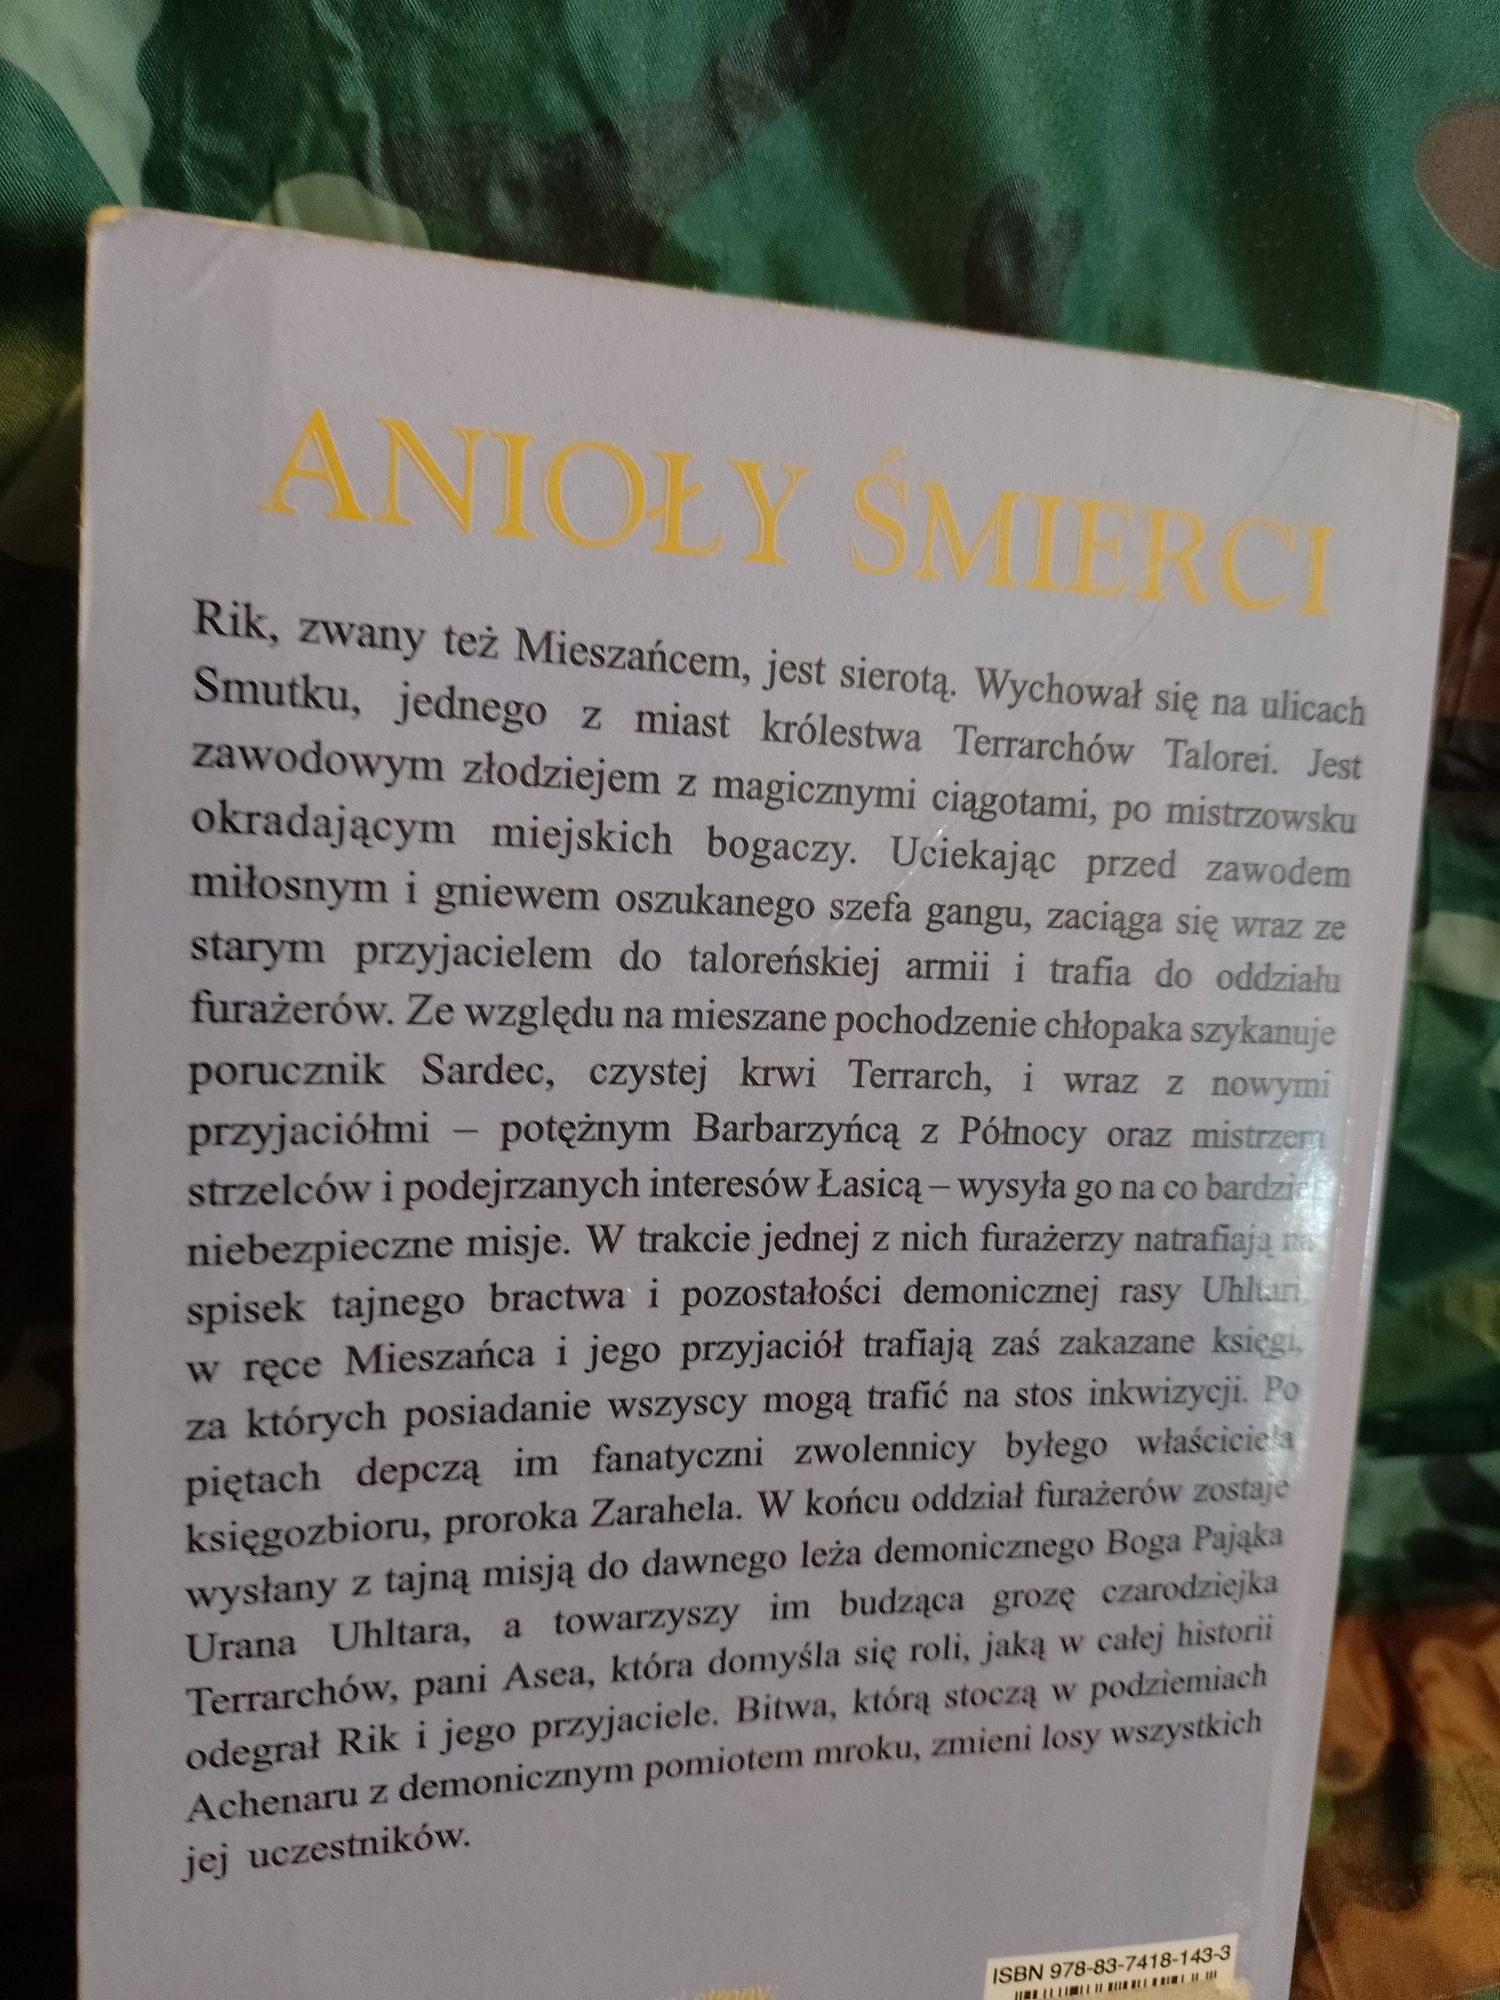 ANIOŁY ŚMIERCI
Rik, zwany też Mieszańcem, jest sierotą. Wychował się na ulicach
Smutku, jednego z miast królestwa Terrarchów Talorei. Jest
zawodowym złodziejem z magicznymi ciągotami, po mistrzowsku
okradającym miejskich bogaczy. Uciekając przed zawodem
miłosnym i gniewem oszukanego szefa gangu, zaciąga się wraz ze
starym przyjacielem do taloreńskiej armii i trafia do oddziału
furażerów. Ze względu na mieszane pochodzenie chłopaka szykanuje
porucznik Sardec, czystej krwi Terrarch, i wraz z nowymi
przyjaciółmi – potężnym Barbarzyńcą z Północy oraz mistrzem
strzelców i podejrzanych interesów Łasicą – wysyła go na co bardziej
niebezpieczne misje. W trakcie jednej z nich furażerzy natrafiają na
spisek tajnego bractwa i pozostałości demonicznej rasy Uhltari,
w ręce Mieszańca i jego przyjaciół trafiają zaś zakazane księgi,
za których posiadanie wszyscy mogą trafić na stos inkwizycji. Po
piętach depczą im fanatyczni zwolennicy byłego właściciela
księgozbioru, proroka Zarahela. W końcu oddział furażerów zostaje
wysłany z tajną misją do dawnego leża demonicznego Boga Pająka
Urana Uhltara, a towarzyszy im budząca grozę czarodziejka
Terrarchów, pani Asea, która domyśla się roli, jaką w całej historii
odegrał Rik i jego przyjaciele. Bitwa, którą stoczą w podziemiach
Achenaru z demonicznym pomiotem mroku, zmieni losy wszystkich
jej uczestników.
ISBN 978-83-7418-143-3
strony: